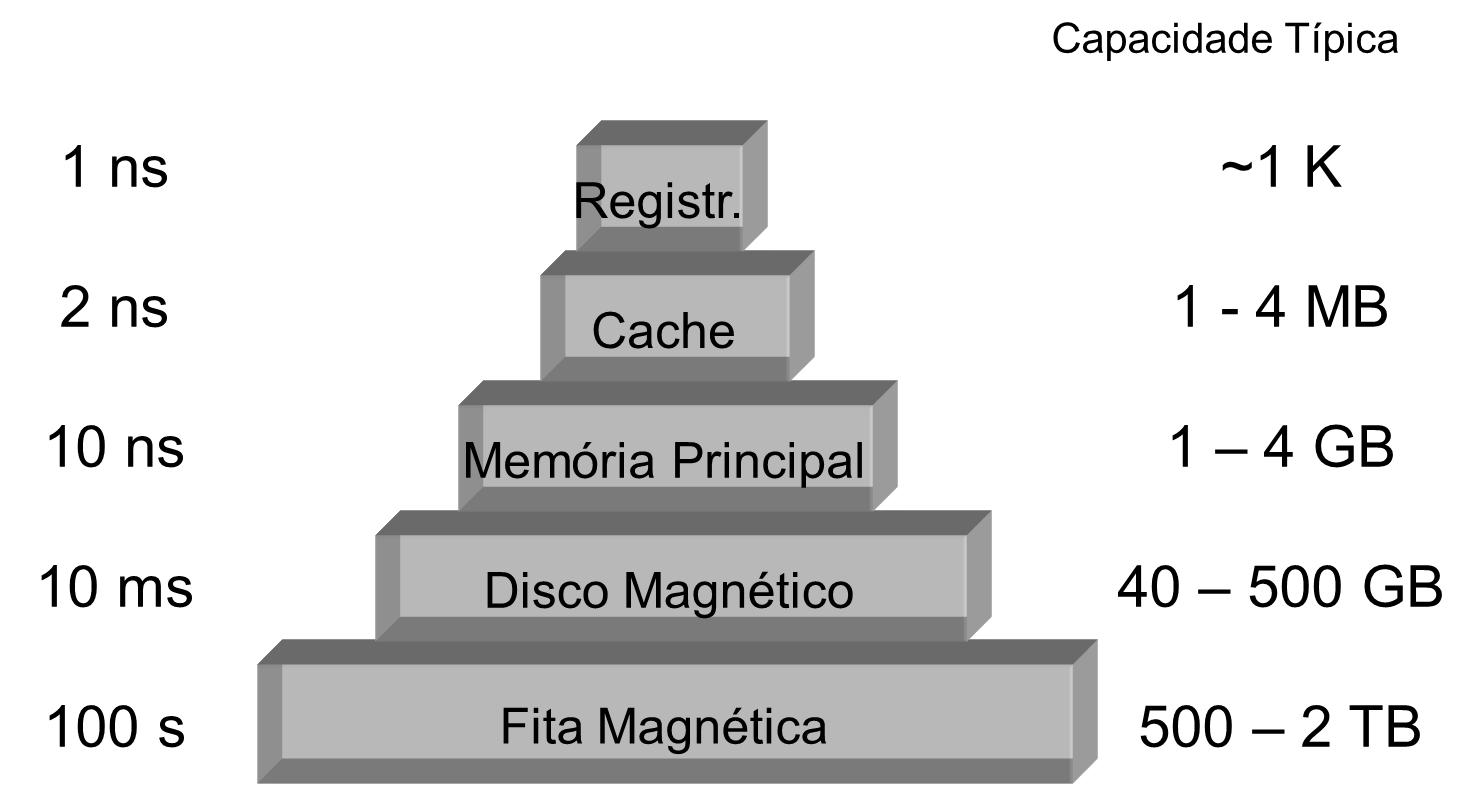 Capacidade Típica
1 ns
Registr.
~1 K
2 ns
Cache
1 - 4 MB
10 ns
Memória Principal
1 – 4 GB
10 ms
Disco Magnético
40 – 500 GB
100 s
Fita Magnética
500 – 2 TB